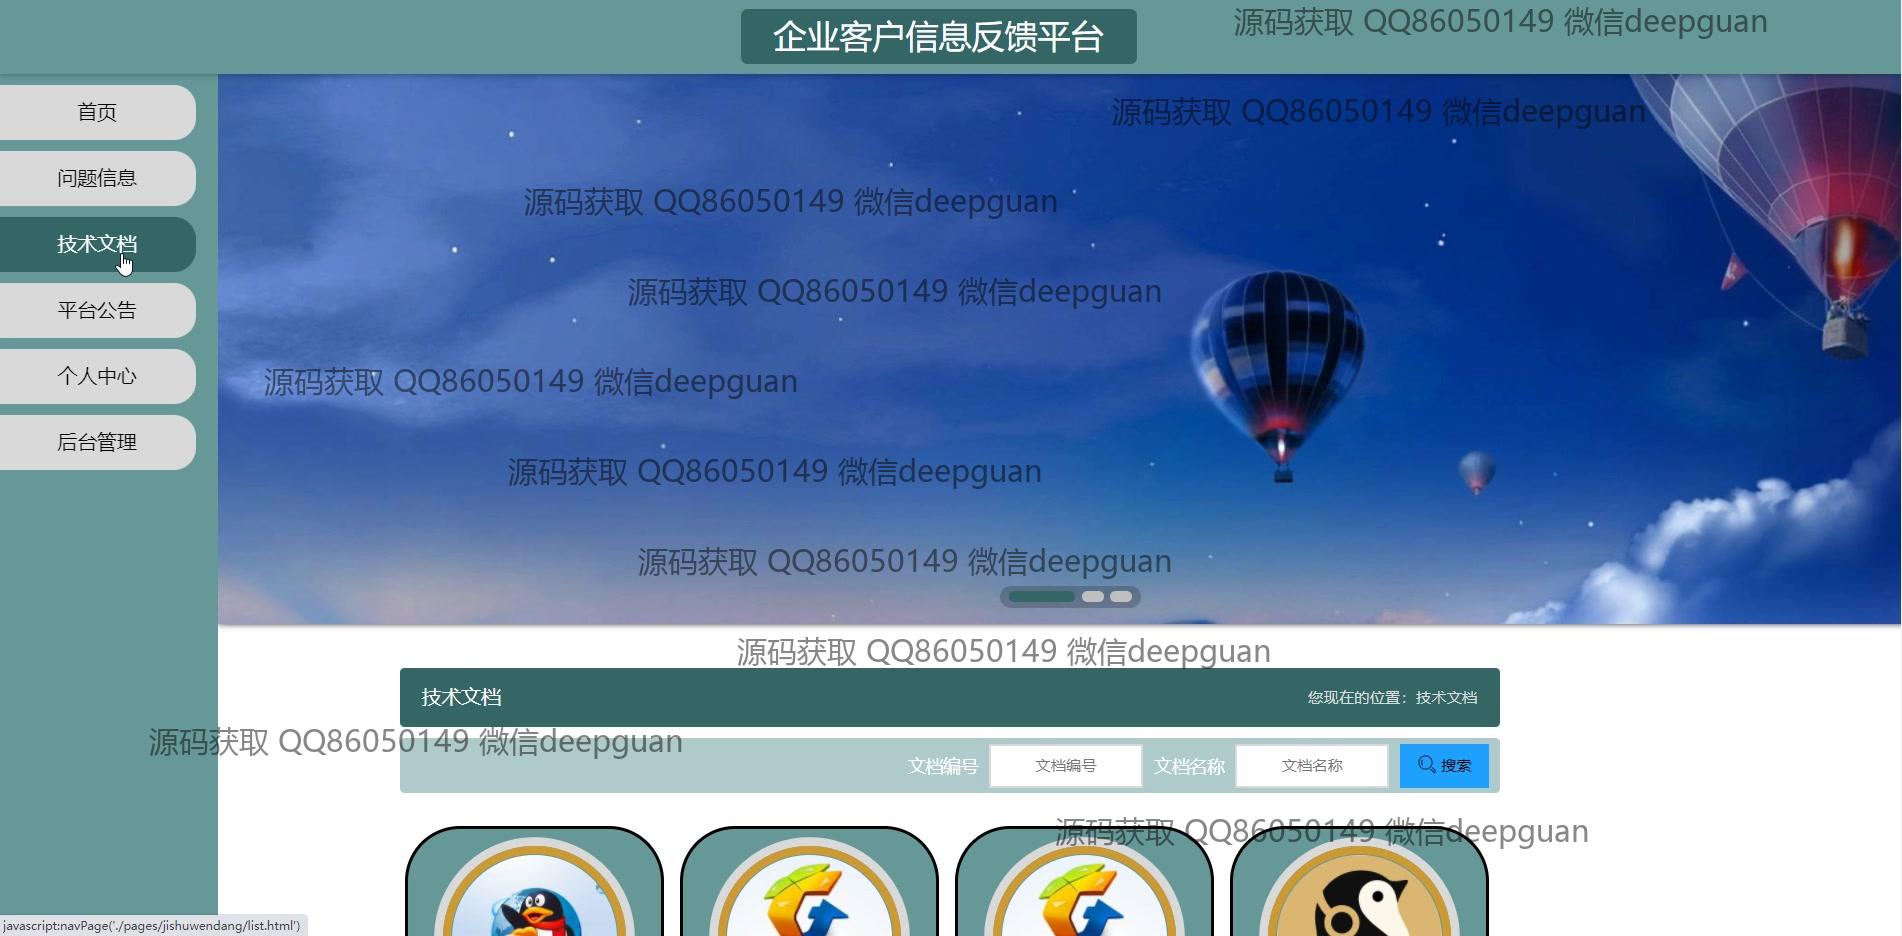 企业客户信息反馈平台
源码获取 QQ86050149 微信deepguan
首页
源码获取 QQ86050149 微信deepguan
问题信息
源码获取 QQ86050149 微信deepguan
技术文档
源码获取 QQ86050149 微信deepguan
平台公告
个人中心
源码获取 QQ86050149 微信deepguan
后台管理
源码获取 QQ86050149 微信deepguan
源码获取 QQ86050149 微信deepguan
源码获取 QQ86050149 微信deepguan
技术文档
您现在的位置：技术文档
源码获取 QQ86050149 微信deepguan
文档编号 文档编号 文档名称 文档名称 搜索
源码获取 QQ86050149 微信deepguan
javascript:navPage('./pages/jishuwendang/list.html')